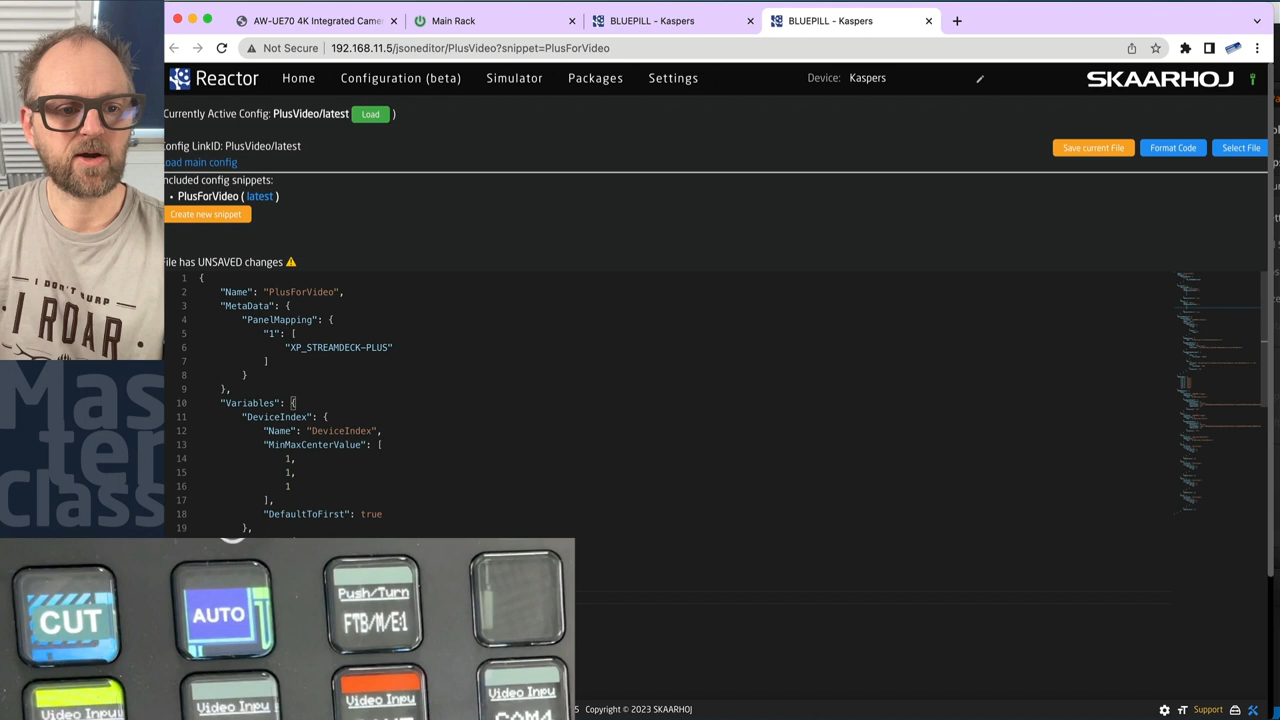 AW-UE70 4K Integrated Came
Main Rack
BLUEPILL - Kaspers
BLUEPILL - Kaspers
Not Secure
192.168.11.5/jsoneditor/PlusVideo?snippet=PlusForVideo
Reactor
Home
Configuration (beta)
Simulator
Packages
Settings
Device:
Kaspers
SKAARHOJ
Currently Active Config: PlusVideo/latest
Load
)
onfig LinkID: PlusVideo/latest
oad main config
Save current File
Format Code
Select File
ncluded config snippets:
• PlusForVideo ( latest )
Create new snippet
ile has UNSAVED changes
1 {
2 "Name": "PlusForVideo",
3 "MetaData": {
4 "PanelMapping": {
5 "1": [
6 "XP_STREAMDECK-PLUS"
7 ]
8 }
9 },
10 "Variables": {
11 "DeviceIndex": {
12 "Name": "DeviceIndex",
13 "MinMaxCenterValue": [
14 1,
15 1,
16 1
17 ],
18 "DefaultToFirst": true
19 },
I DON'T BURP
I ROAR
Mas
ter
Class
CUT
AUTO
Push/Turn
FTB/M/E:1
Video Inpu
Video Inpu
Video Inpu
Video Inpu
CAM4
5 Copyright © 2023 SKAARHOJ
Support